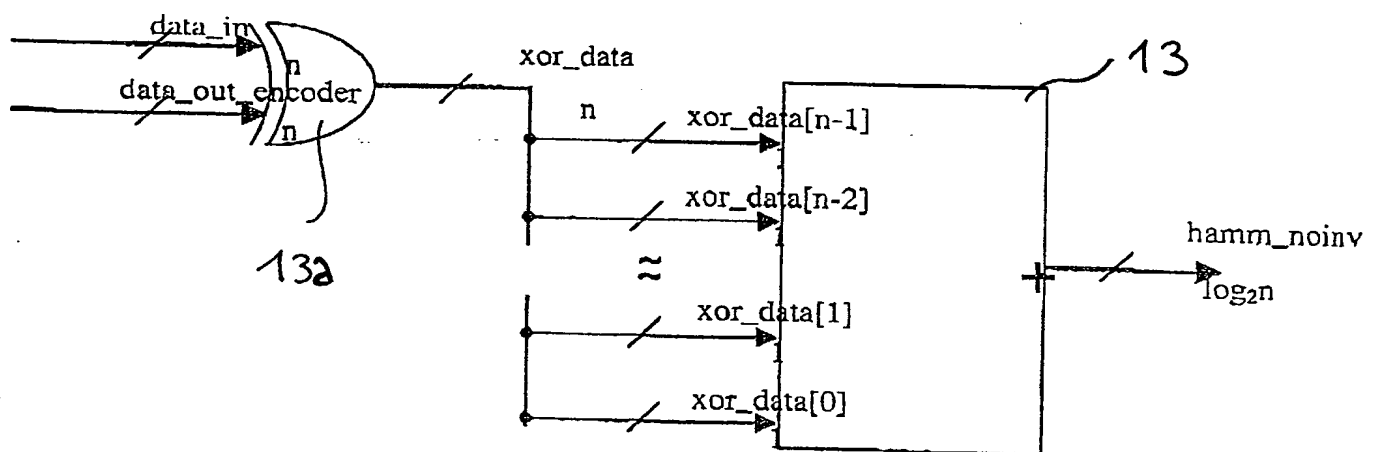 data_in
n
data_out_encoder
n
13a
xor_data
n
xor_data[n-1]
xor_data[n-2]
≈
xor_data[1]
xor_data[0]
13
+
hamm_noinv
log₂n